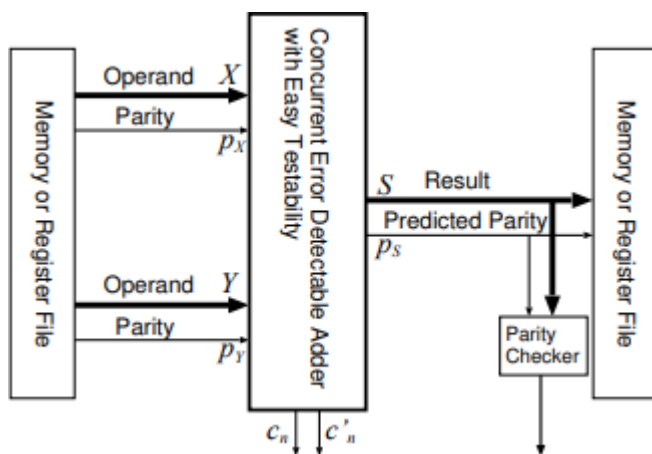 Memory or Register File
Operand X
Parity
pX
Operand Y
Parity
pY
Concurrent Error Detectable Adder
with Easy Testability
S Result
Predicted Parity
pS
Parity
Checker
cn c'n
Memory or Register File